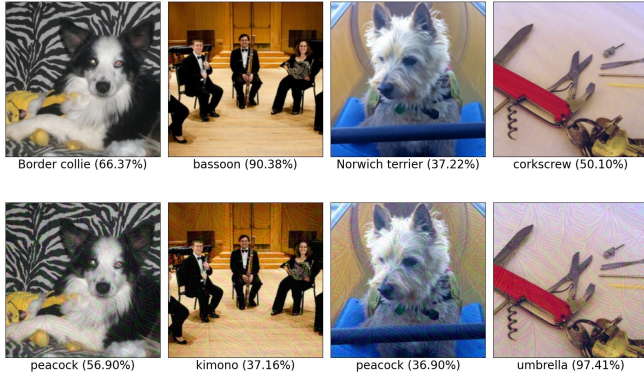 Border collie (66.37%)
bassoon (90.38%)
Norwich terrier (37.22%)
corkscrew (50.10%)
peacock (56.90%)
kimono (37.16%)
peacock (36.90%)
umbrella (97.41%)